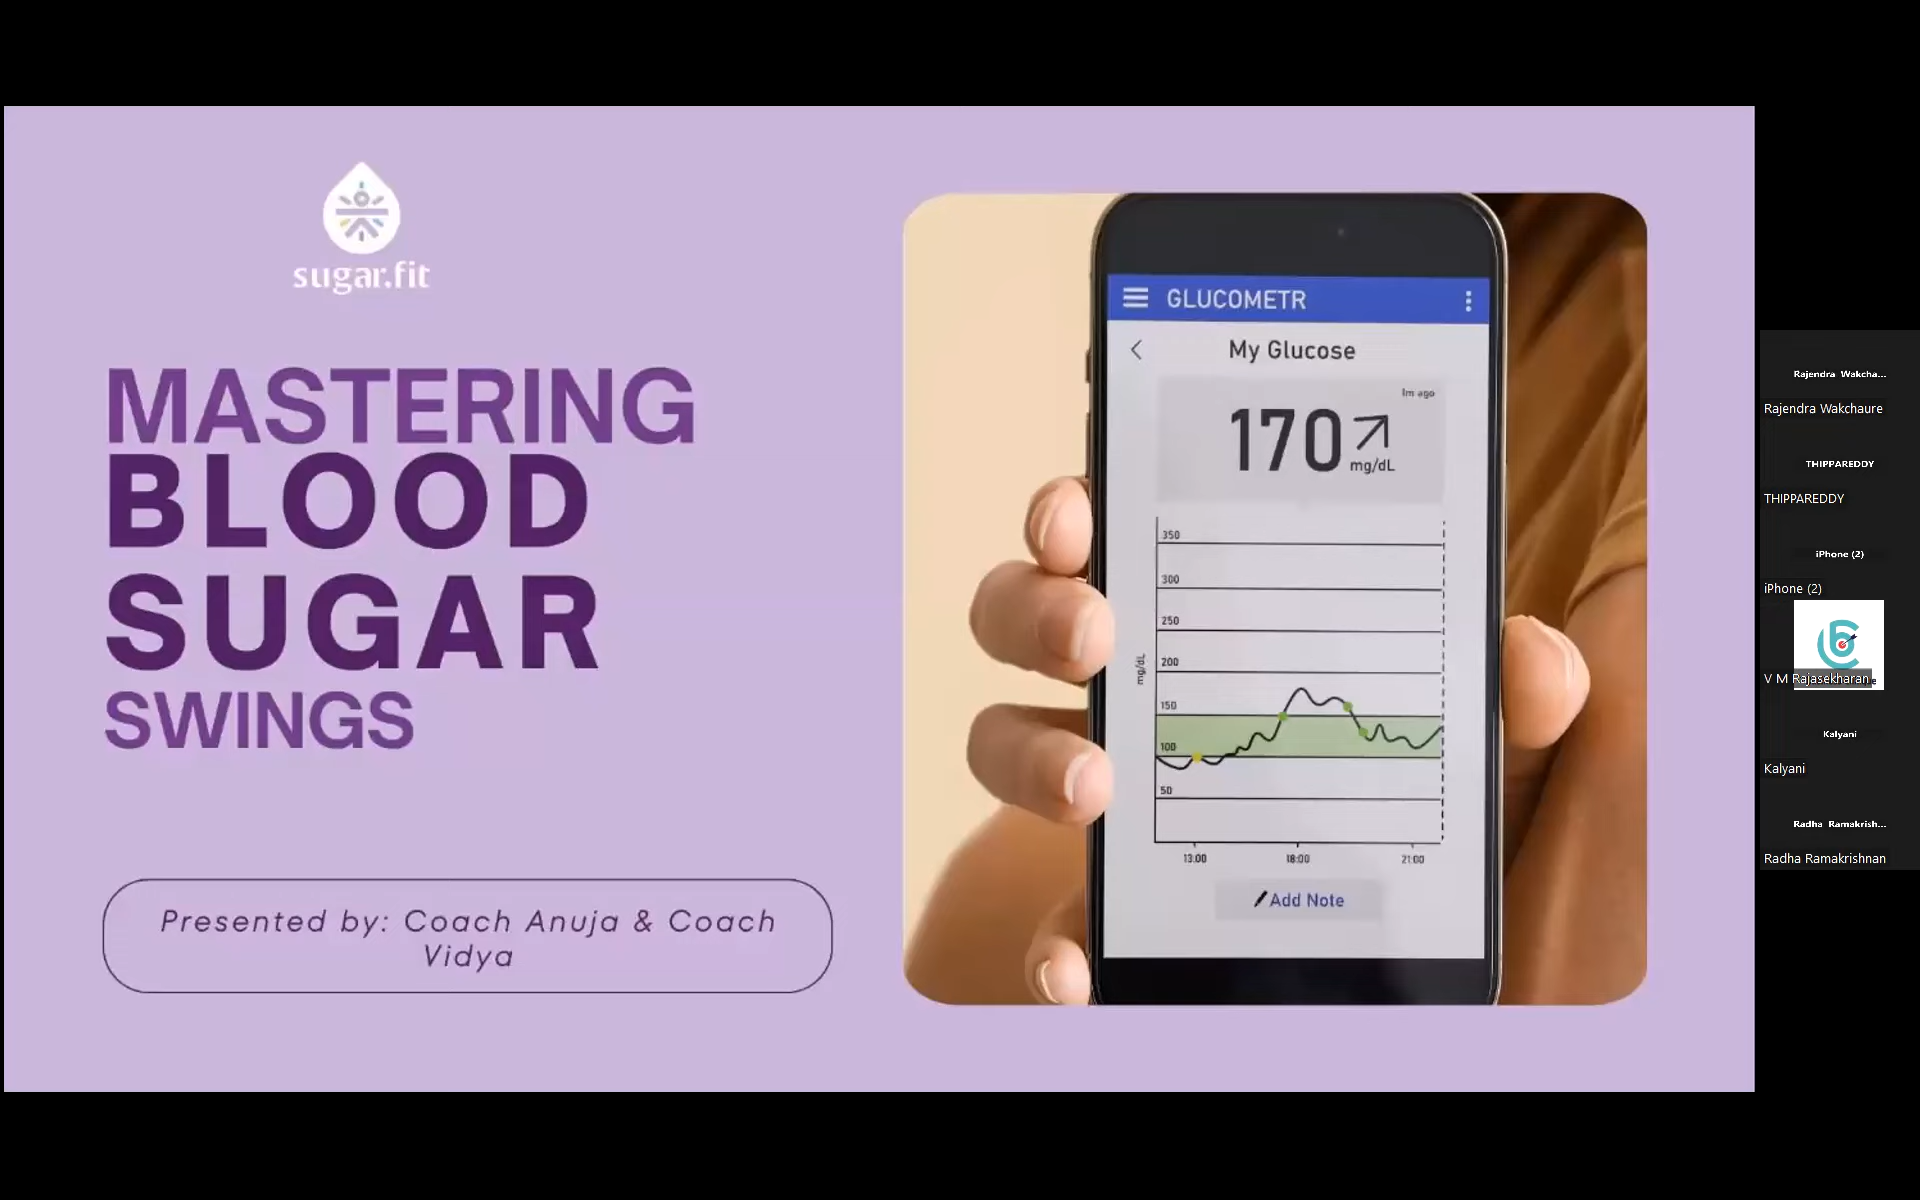 sugar.fit
MASTERING
BLOOD
SUGAR
SWINGS
Presented by: Coach Anuja & Coach
Vidya
GLUCOMETR
My Glucose
1m ago
170
mg/dL
mg/dL
350
300
250
200
150
100
50
13:00 18:00 21:00
Add Note
Rajendra Wakcha...
Rajendra Wakchaure
THIPPAREDDY
THIPPAREDDY
iPhone (2)
iPhone (2)
V M Rajasekharan
Kalyani
Kalyani
Radha Ramakrish...
Radha Ramakrishnan